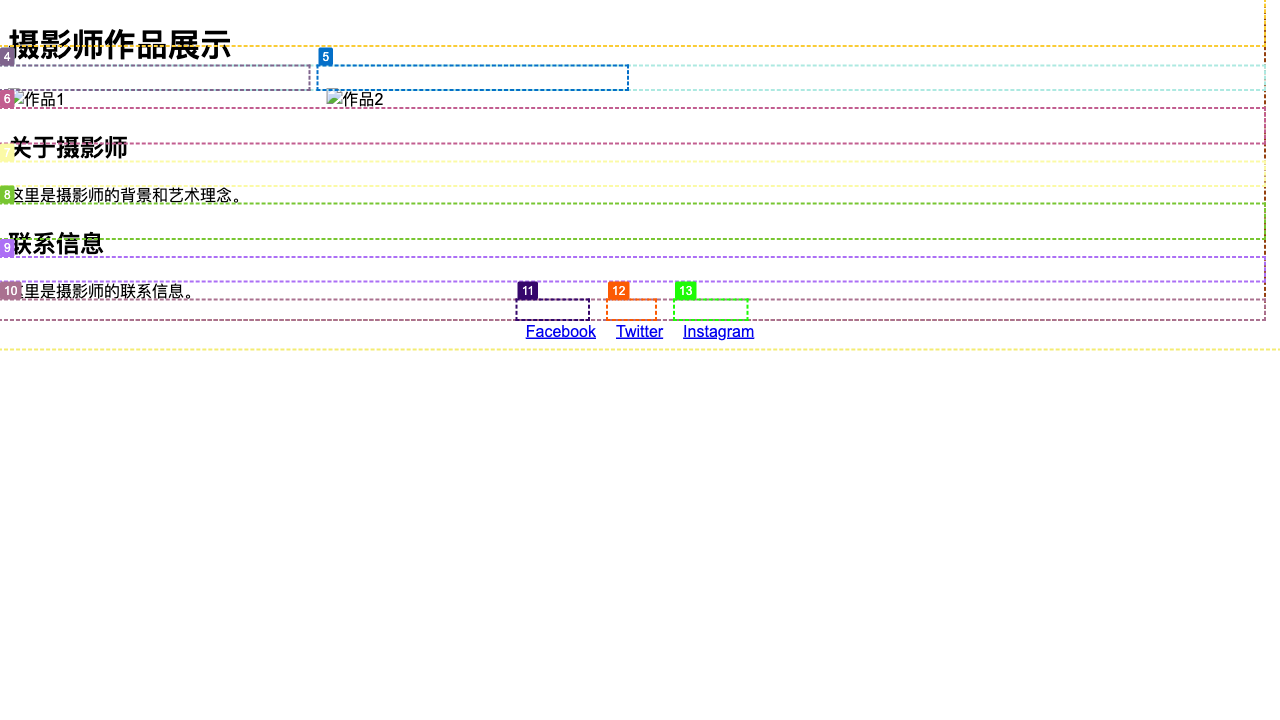 摄影师作品展示
4
5
作品1 作品2
6
关于摄影师
7
8 这里是摄影师的背景和艺术理念。
联系信息
9
10 这里是摄影师的联系信息。 11 12 13
Facebook Twitter Instagram